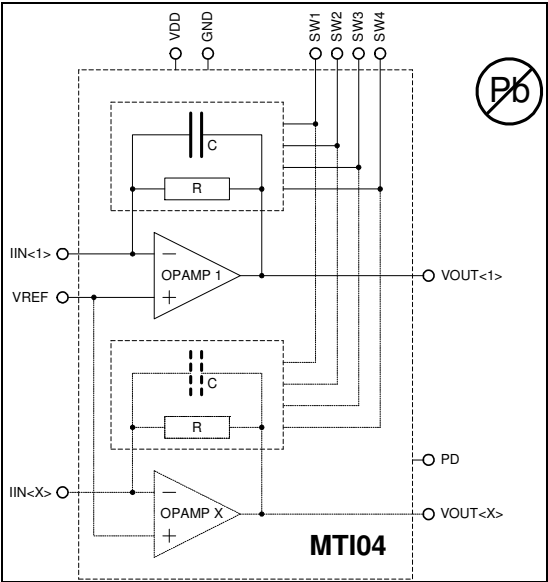 VDD
GND
SW1
SW2
SW3
SW4
Pb
C
R
IIN<1>
OPAMP 1
VOUT<1>
VREF
C
R
PD
IIN<X>
OPAMP X
VOUT<X>
MTI04